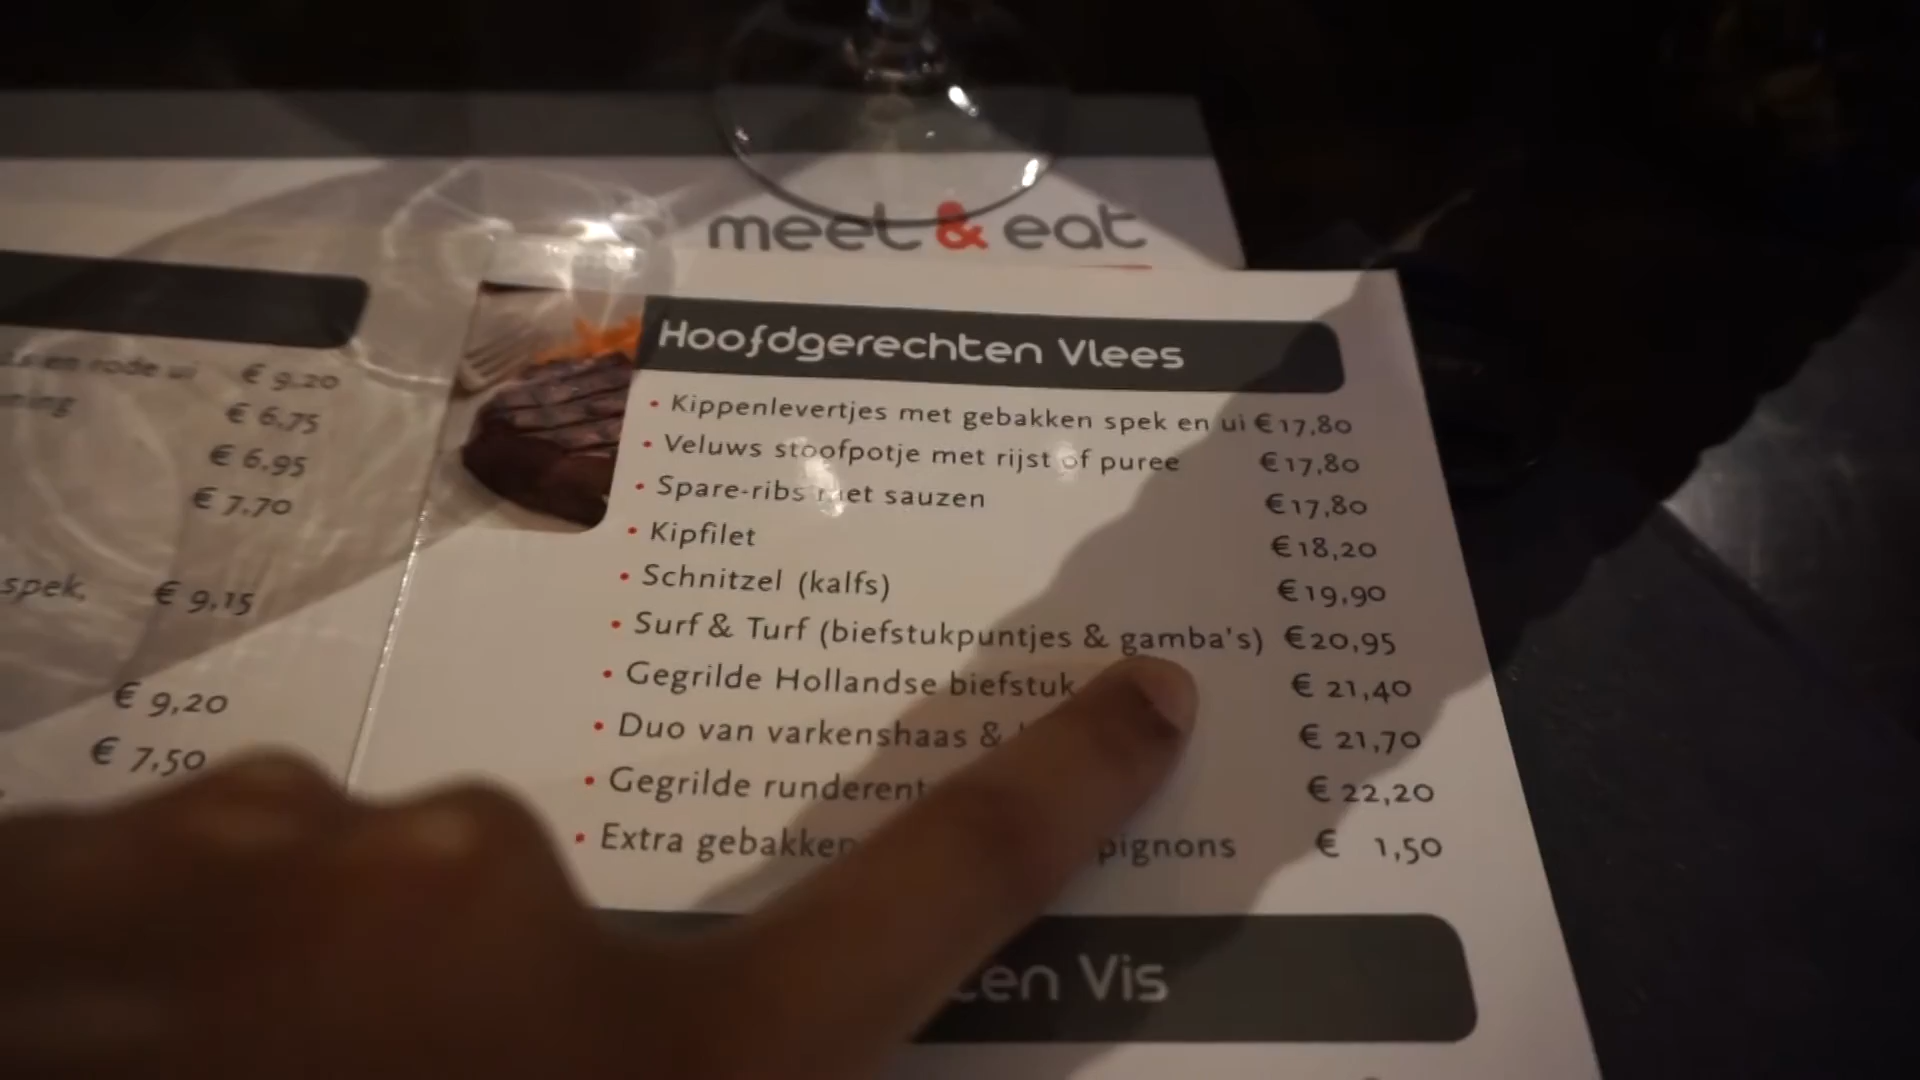 meet & eat
en rode ui € 9,20
€ 6,75
€ 6,95
€ 7,70
spek, € 9,15
€ 9,20
€ 7,50
Hoofdgerechten Vlees
• Kippenlevertjes met gebakken spek en ui € 17,80
• Veluws stoofpotje met rijst of puree € 17,80
• Spare-ribs met sauzen € 17,80
• Kipfilet € 18,20
• Schnitzel (kalfs) € 19,90
• Surf & Turf (biefstukpuntjes & gamba's) € 20,95
• Gegrilde Hollandse biefstuk € 21,40
• Duo van varkenshaas & € 21,70
• Gegrilde € 22,20
• Extra € 1,50
Vis